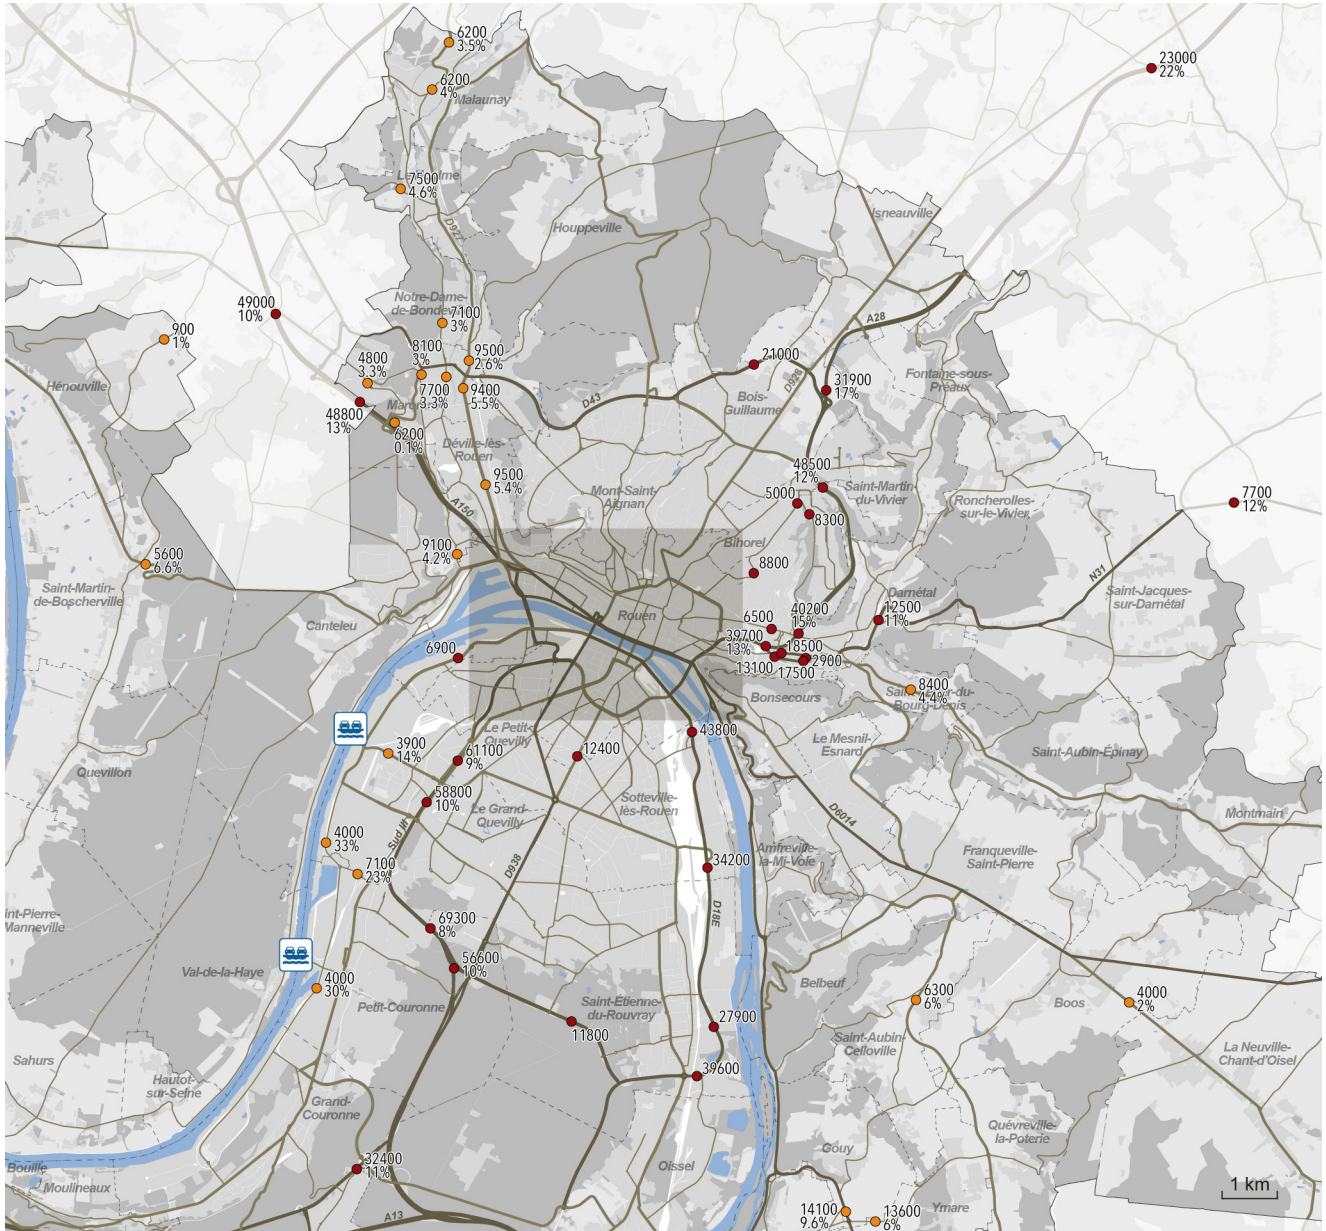 6200
3.5%
23000
22%
6200
4%
Malaunay
7500
4.6%
D927
Isneauville
Houppeville
Notre-Dame-
de-Bondeville
49000
10%
7100
3%
A28
900
1%
8100
3%
9500
2.6%
21000
4800
3.3%
Hénouville
7700
3.3%
9400
5.5%
D928
31900
17%
Fontaine-sous-
Préaux
D43
Bois-
Guillaume
48800
13%
6200
0.1%
Déville-lès-
Rouen
9500
5.4%
48500
12%
Mont-Saint-
Aignan
Saint-Martin
du-Vivier
5000
Roncherolles-
sur-le-Vivier
7700
12%
A150
8300
Bihorel
9100
4.2%
8800
5600
6.6%
N31
Saint-Martin-
de-Boscherville
Darnétal
Saint-Jacques-
sur-Darnétal
12500
11%
Canteleu
Rouen
6500
40200
15%
39700
13%
18500
6900
13100
17500
2900
8400
4.4%
Bonsecours
Le Petit-
Quevilly
43800
Le Mesnil-
Esnard
Saint-Aubin-Épinay
3900
14%
61100
9%
12400
Quevillon
58800
10%
Le Grand-
Quevilly
Sotteville-
lès-Rouen
D6014
Montmain
4000
33%
Sud III
Amfreville-
la-Mi-Voie
Franqueville-
Saint-Pierre
7100
23%
D938
34200
D18E
Manneville
69300
8%
56600
10%
Val-de-la-Haye
4000
30%
Petit-Couronne
Saint-Étienne-
du-Rouvray
Belbeuf
6300
6%
Boos
4000
2%
11800
27900
Saint-Aubin-
Celloville
La Neuville-
Chant-d'Oisel
Sahurs
Hautot-
sur-Seine
39600
Grand-
Couronne
Quévreville-
la-Poterie
Gouy
32400
11%
Oissel
Bouille
Moulineaux
1 km
A13
14100
9.6%
13600
6%
Ymare